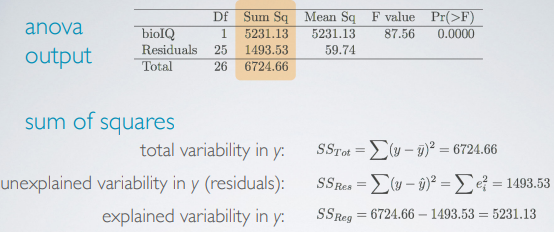 anova output
Df Sum Sq Mean Sq F value Pr(>F)
bioIQ 1 5231.13 5231.13 87.56 0.0000
Residuals 25 1493.53 59.74
Total 26 6724.66
sum of squares
total variability in y: SS_Tot = ∑(y − ȳ)² = 6724.66
unexplained variability in y (residuals): SS_Res = ∑(y − ŷ)² = ∑e_i² = 1493.53
explained variability in y: SS_Reg = 6724.66 − 1493.53 = 5231.13